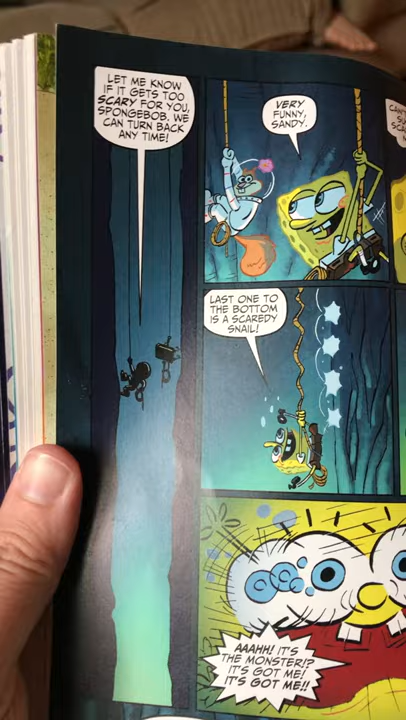 LET ME KNOW
IF IT GETS TOO
SCARY FOR YOU,
SPONGEBOB. WE
CAN TURN BACK
ANY TIME!
VERY
FUNNY,
SANDY.
LAST ONE TO
THE BOTTOM
IS A SCAREDY
SNAIL!
AAAHH! IT'S
THE MONSTER!?
IT'S GOT ME!
IT'S GOT ME!!